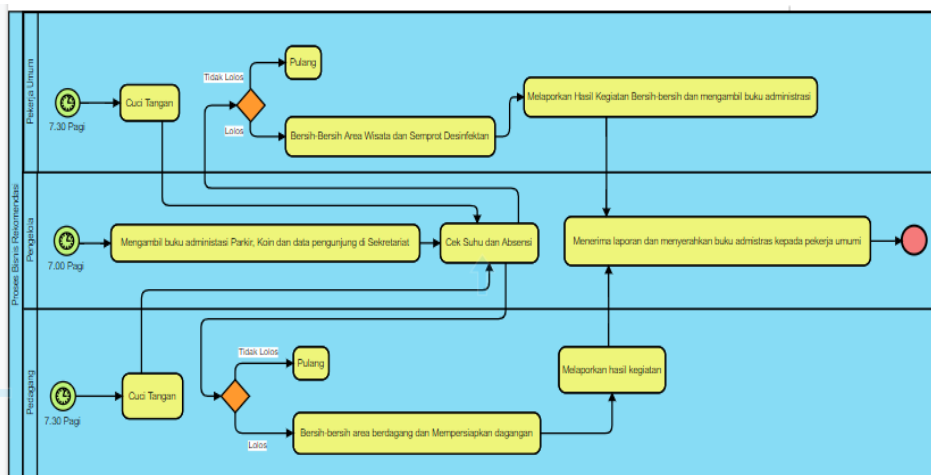 Proses Bisnis Rekomendasi
Pekerja Umum
7.30 Pagi
Cuci Tangan
Tidak Lolos
Pulang
Lolos
Bersih-Bersih Area Wisata dan Semprot Desinfektan
Melaporkan Hasil Kegiatan Bersih-bersih dan mengambil buku administrasi
Pengelola
7.00 Pagi
Mengambil buku administasi Parkir, Koin dan data pengunjung di Sekretariat
Cek Suhu dan Absensi
Menerima laporan dan menyerahkan buku admistras kepada pekerja umumi
Pedagang
7.30 Pagi
Cuci Tangan
Tidak Lolos
Pulang
Lolos
Bersih-bersih area berdagang dan Mempersiapkan dagangan
Melaporkan hasil kegiatan